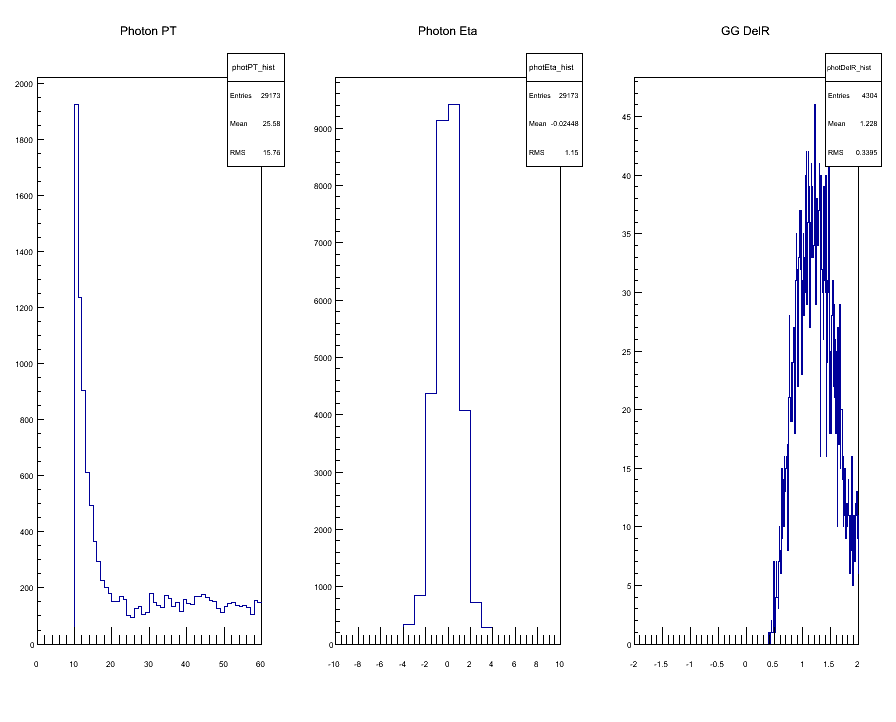 Photon PT
photPT_hist
Entries 29173
Mean 25.58
RMS 15.76
2000
1800
1600
1400
1200
1000
800
600
400
200
0
0 10 20 30 40 50 60
Photon Eta
photEta_hist
Entries 29173
Mean -0.02448
RMS 1.15
9000
8000
7000
6000
5000
4000
3000
2000
1000
0
-10 -8 -6 -4 -2 0 2 4 6 8 10
GG DelR
photDelR_hist
Entries 4304
Mean 1.228
RMS 0.3395
45
40
35
30
25
20
15
10
5
0
-2 -1.5 -1 -0.5 0 0.5 1 1.5 2